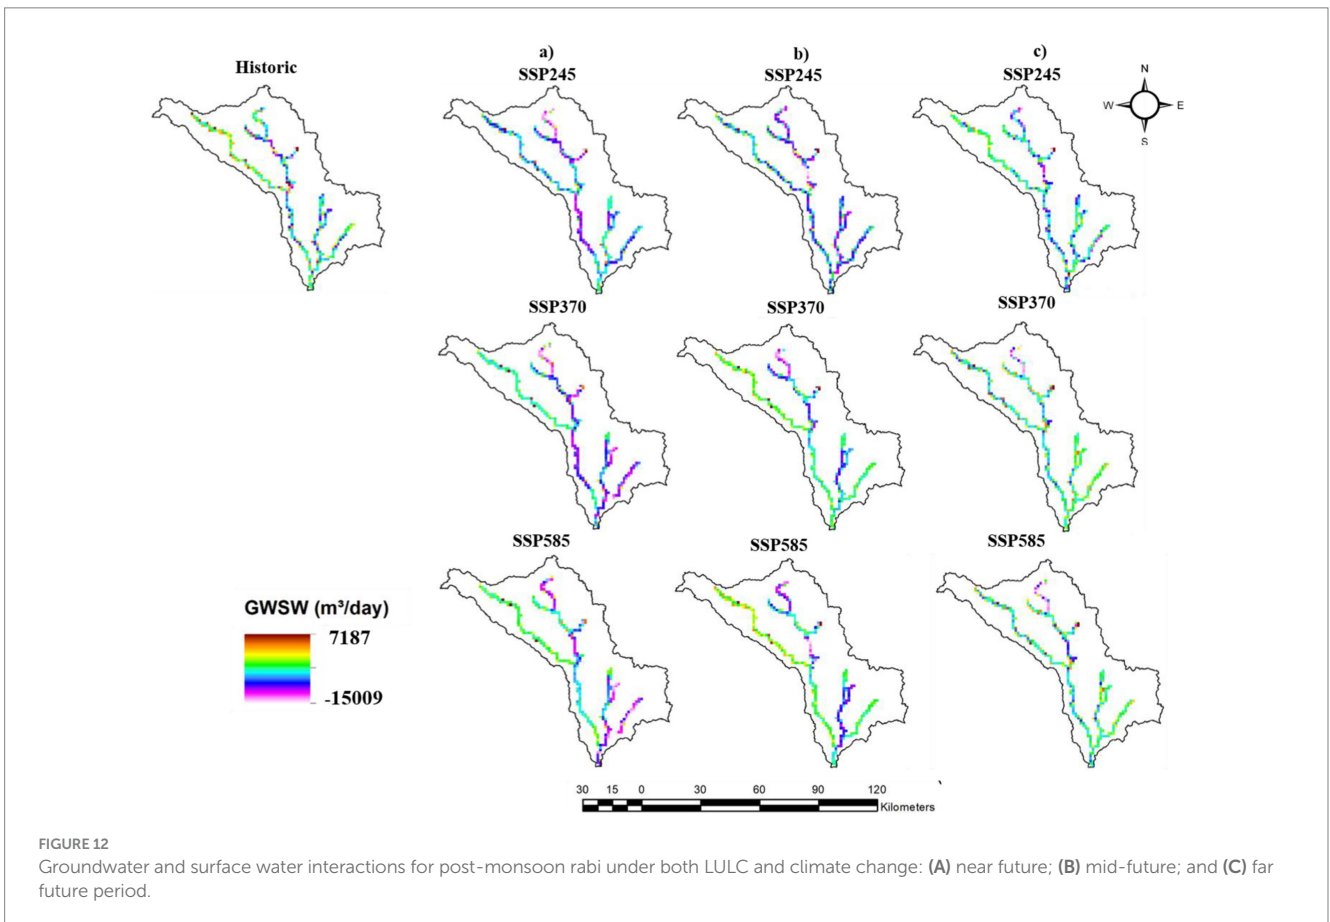 Historic
a)
SSP245
b)
SSP245
c)
SSP245
N
W
E
S
SSP370
SSP370
SSP370
SSP585
SSP585
SSP585
GWSW (m³/day)
7187
-15009
30 15 0 30 60 90 120
Kilometers
FIGURE 12
Groundwater and surface water interactions for post-monsoon rabi under both LULC and climate change: (A) near future; (B) mid-future; and (C) far
future period.